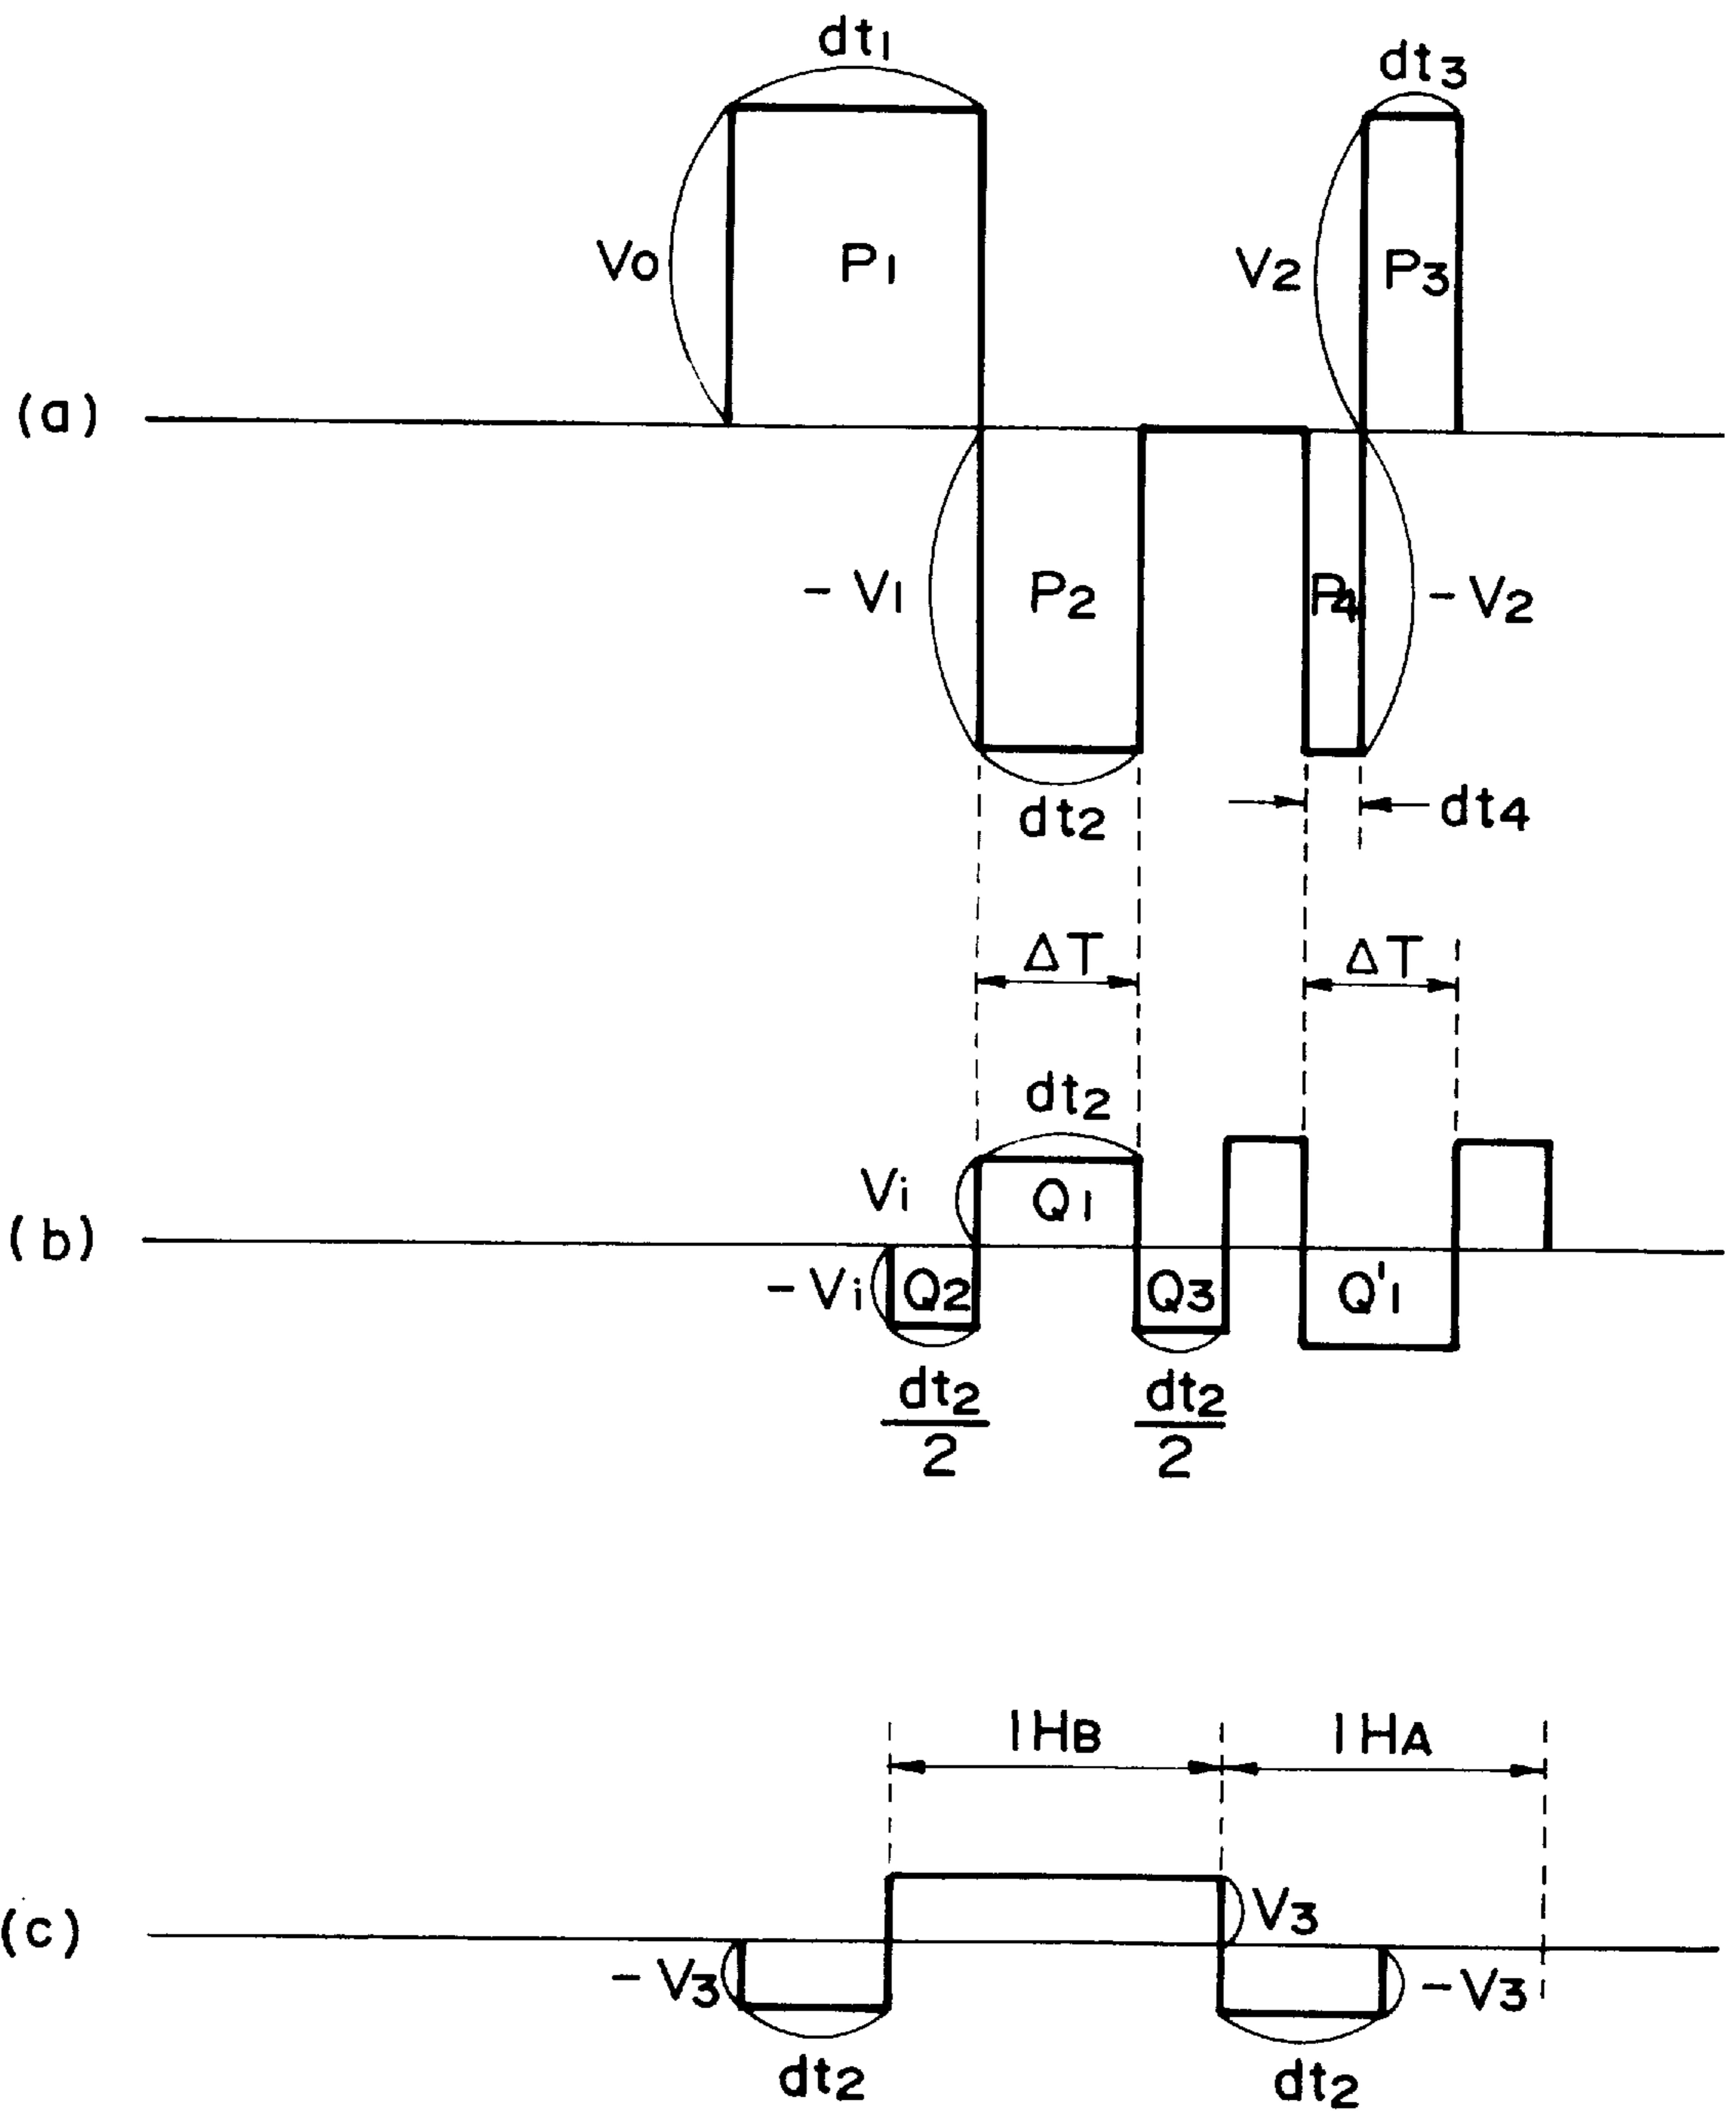 dt1
dt3
V0
P1
V2
P3
(a)
- V1
P2
P4
- V2
dt2
dt4
ΔT
ΔT
dt2
Vi
Q1
(b)
- Vi
Q2
Q3
Q'1
dt2
2
dt2
2
1HB
1HA
(c)
V3
- V3
- V3
dt2
dt2